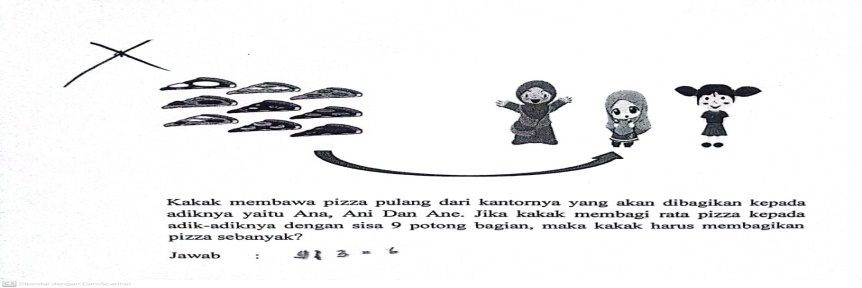 Kakak membawa pizza pulang dari kantornya yang akan dibagikan kepada
adiknya yaitu Ana, Ani Dan Ane. Jika kakak membagi rata pizza kepada
adik-adiknya dengan sisa 9 potong bagian, maka kakak harus membagikan
pizza sebanyak?
Jawab : 3 = 6
Dipindai dengan CamScanner